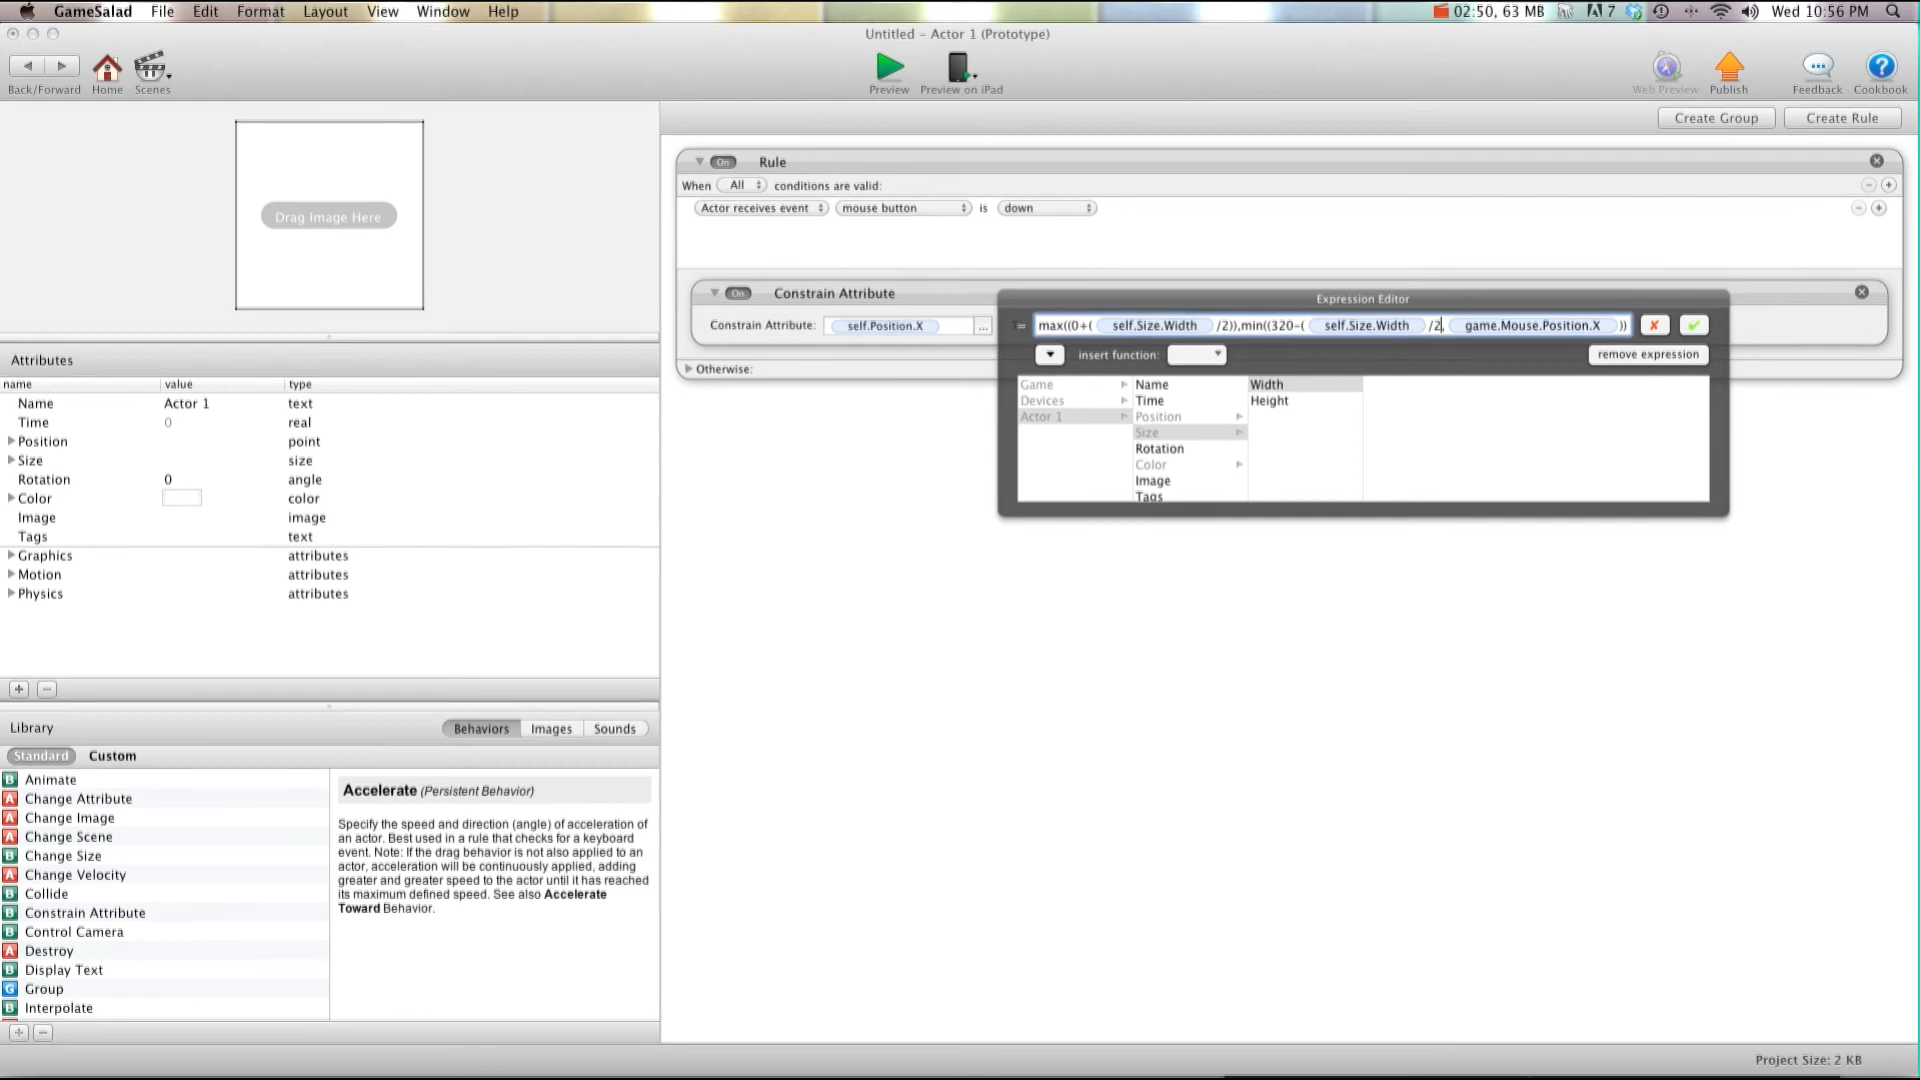 GameSalad File Edit Format Layout View Window Help 02:50, 63 MB 7 Wed 10:56 PM
Untitled – Actor 1 (Prototype)
Back/Forward Home Scenes Preview Preview on iPad Web Preview Publish Feedback Cookbook
Create Group Create Rule
Drag Image Here
On Rule
When All conditions are valid:
Actor receives event mouse button is down
On Constrain Attribute
Constrain Attribute: self.Position.X ...
Otherwise:
Expression Editor
= max((0+( self.Size.Width /2)),min((320-( self.Size.Width /2, game.Mouse.Position.X ))
insert function: remove expression
Game Name Width
Devices Time Height
Actor 1 Position
Size
Rotation
Color
Image
Tags
Attributes
name value type
Name Actor 1 text
Time 0 real
Position point
Size size
Rotation 0 angle
Color color
Image image
Tags text
Graphics attributes
Motion attributes
Physics attributes
Library Behaviors Images Sounds
Standard Custom
B Animate
A Change Attribute
A Change Image
A Change Scene
B Change Size
A Change Velocity
B Collide
B Constrain Attribute
B Control Camera
A Destroy
B Display Text
G Group
B Interpolate
Accelerate (Persistent Behavior)
Specify the speed and direction (angle) of acceleration of
an actor. Best used in a rule that checks for a keyboard
event. Note: If the drag behavior is not also applied to an
actor, acceleration will be continuously applied, adding
greater and greater speed to the actor until it has reached
its maximum defined speed. See also Accelerate
Toward Behavior.
Project Size: 2 KB